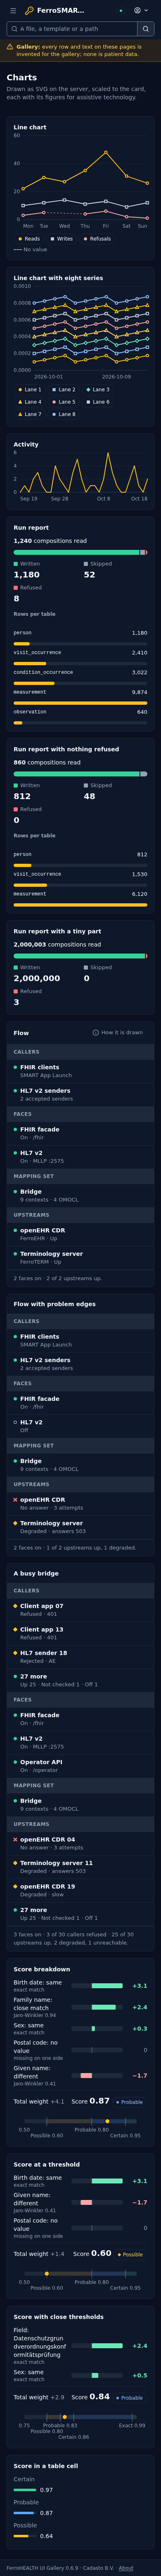 FerroSMAR…
A file, a template or a path
Gallery: every row and text on these pages is
invented for the gallery; none is patient data.
Charts
Drawn as SVG on the server, scaled to the card,
each with its figures for assistive technology.
Line chart
60
40
20
0
Mon Tue Wed Thu Fri Sat Sun
Reads Writes Refusals
No value
Line chart with eight series
0.0010
0.0008
0.0006
0.0004
0.0002
0.0000
2026-10-01 2026-10-09
Lane 1 Lane 2 Lane 3
Lane 4 Lane 5 Lane 6
Lane 7 Lane 8
Activity
6
4
2
0
Sep 19 Sep 28 Oct 8 Oct 18
Run report
1,240 compositions read
Written Skipped
1,180 52
Refused
8
Rows per table
person 1,180
visit_occurrence 2,410
condition_occurrence 3,022
measurement 9,874
observation 640
Run report with nothing refused
860 compositions read
Written Skipped
812 48
Refused
0
Rows per table
person 812
visit_occurrence 1,530
measurement 6,120
Run report with a tiny part
2,000,003 compositions read
Written Skipped
2,000,000 0
Refused
3
Flow How it is drawn
CALLERS
FHIR clients
SMART App Launch
HL7 v2 senders
2 accepted senders
FACES
FHIR facade
On · /fhir
HL7 v2
On · MLLP :2575
MAPPING SET
Bridge
9 contexts · 4 OMOCL
UPSTREAMS
openEHR CDR
FerroEHR · Up
Terminology server
FerroTERM · Up
2 faces on · 2 of 2 upstreams up.
Flow with problem edges
CALLERS
FHIR clients
SMART App Launch
HL7 v2 senders
2 accepted senders
FACES
FHIR facade
On · /fhir
HL7 v2
Off
MAPPING SET
Bridge
9 contexts · 4 OMOCL
UPSTREAMS
openEHR CDR
No answer · 3 attempts
Terminology server
Degraded · answers 503
2 faces on · 1 of 2 upstreams up, 1 degraded.
A busy bridge
CALLERS
Client app 07
Refused · 401
Client app 13
Refused · 401
HL7 sender 18
Rejected · AE
27 more
Up 25 · Not checked 1 · Off 1
FACES
FHIR facade
On · /fhir
HL7 v2
On · MLLP :2575
Operator API
On · /operator
MAPPING SET
Bridge
9 contexts · 4 OMOCL
UPSTREAMS
openEHR CDR 04
No answer · 3 attempts
Terminology server 11
Degraded · answers 503
openEHR CDR 19
Degraded · slow
27 more
Up 25 · Not checked 1 · Off 1
3 faces on · 3 of 30 callers refused · 25 of 30
upstreams up, 2 degraded, 1 unreachable.
Score breakdown
Birth date: same
exact match +3.1
Family name:
close match
Jaro-Winkler 0.94 +2.4
Sex: same
exact match +0.3
Postal code: no
value
missing on one side 0
Given name:
different
Jaro-Winkler 0.41 −1.7
Total weight +4.1 Score 0.87 Probable
0.50 Probable 0.80
Possible 0.60 Certain 0.95
Score at a threshold
Birth date: same
exact match +3.1
Given name:
different
Jaro-Winkler 0.41 −1.7
Postal code: no
value
missing on one side 0
Total weight +1.4 Score 0.60 Possible
0.50 Probable 0.80
Possible 0.60 Certain 0.95
Score with close thresholds
Field:
Datenschutzgrun
dverordnungskonf
ormitätsprüfung
exact match +2.4
Sex: same
exact match +0.5
Total weight +2.9 Score 0.84 Probable
0.75 Probable 0.83 Exact 0.99
Possible 0.80
Certain 0.86
Score in a table cell
Certain
0.97
Probable
0.87
Possible
0.64
FerroHEALTH UI Gallery 0.6.9 · Cadasto B.V. · About